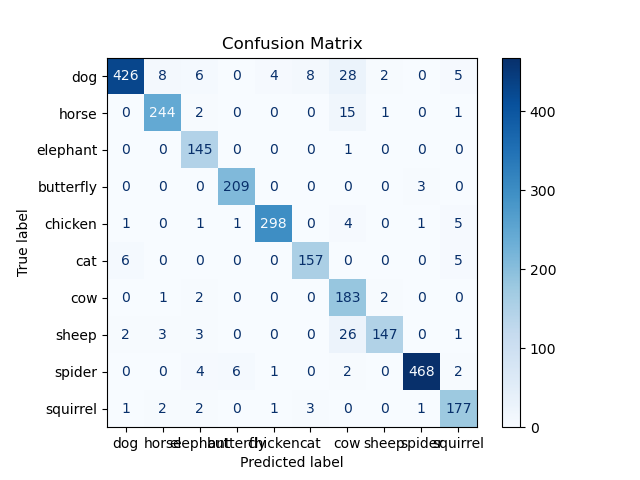 Confusion Matrix
dog 426 8 6 0 4 8 28 2 0 5
horse 0 244 2 0 0 0 15 1 0 1
elephant 0 0 145 0 0 0 1 0 0 0
butterfly 0 0 0 209 0 0 0 0 3 0
chicken 1 0 1 1 298 0 4 0 1 5
cat 6 0 0 0 0 157 0 0 0 5
cow 0 1 2 0 0 0 183 2 0 0
sheep 2 3 3 0 0 0 26 147 0 1
spider 0 0 4 6 1 0 2 0 468 2
squirrel 1 2 2 0 1 3 0 0 1 177
dog horse elephant butterfly chicken cat cow sheep spider squirrel
Predicted label
True label
400
300
200
100
0